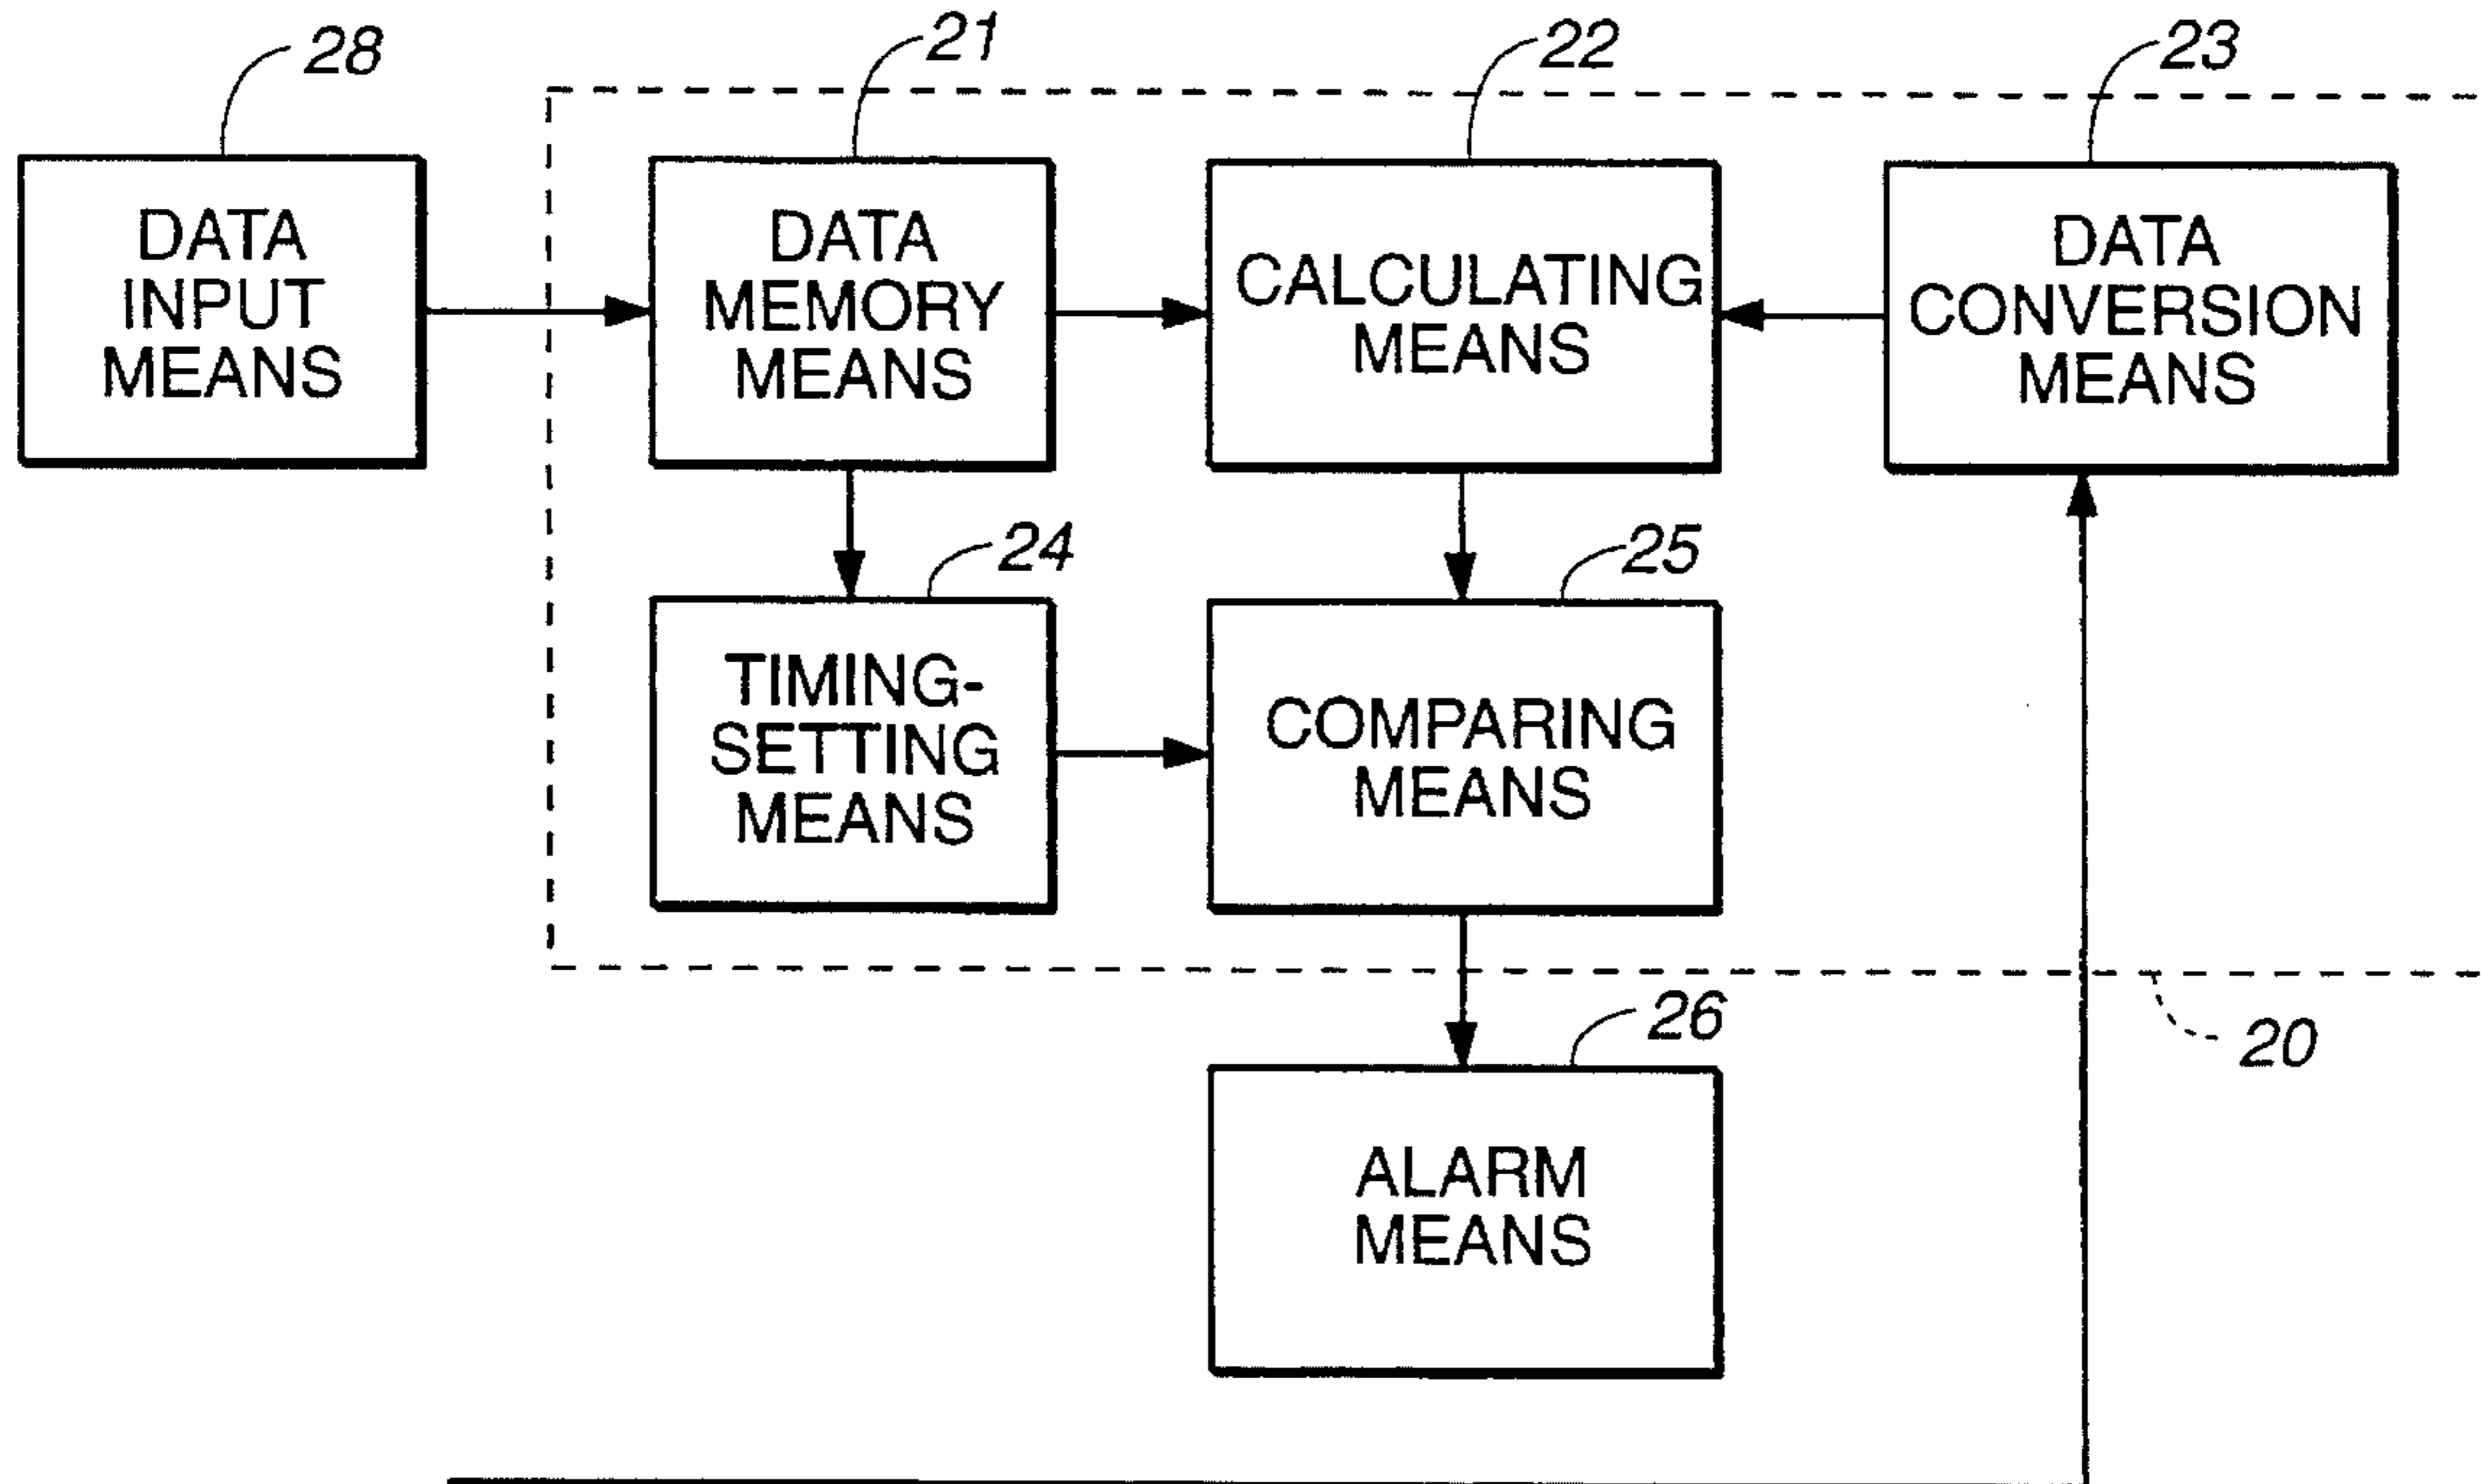 28
21
22
23
DATA
INPUT
MEANS
DATA
MEMORY
MEANS
CALCULATING
MEANS
DATA
CONVERSION
MEANS
24
25
TIMING-
SETTING
MEANS
COMPARING
MEANS
26
20
ALARM
MEANS